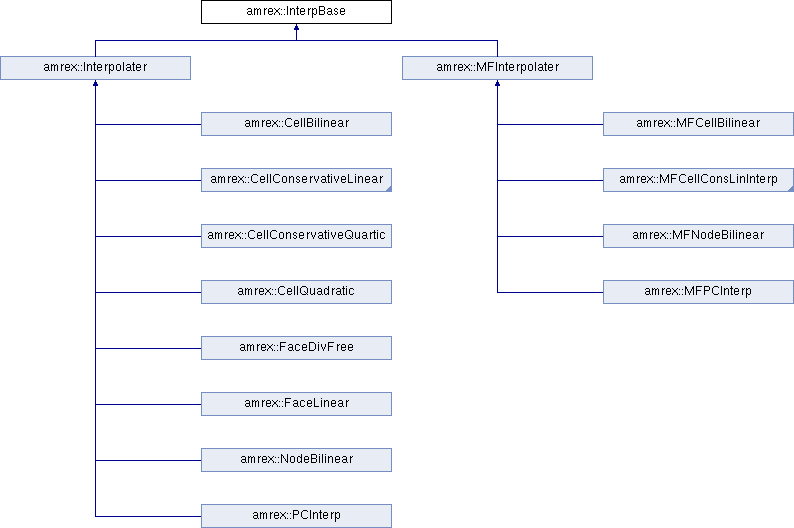 amrex::InterpBase
amrex::Interpolater
amrex::MFInterpolater
amrex::CellBilinear
amrex::MFCellBilinear
amrex::CellConservativeLinear
amrex::MFCellConsLinInterp
amrex::CellConservativeQuartic
amrex::MFNodeBilinear
amrex::CellQuadratic
amrex::MFPCInterp
amrex::FaceDivFree
amrex::FaceLinear
amrex::NodeBilinear
amrex::PCInterp